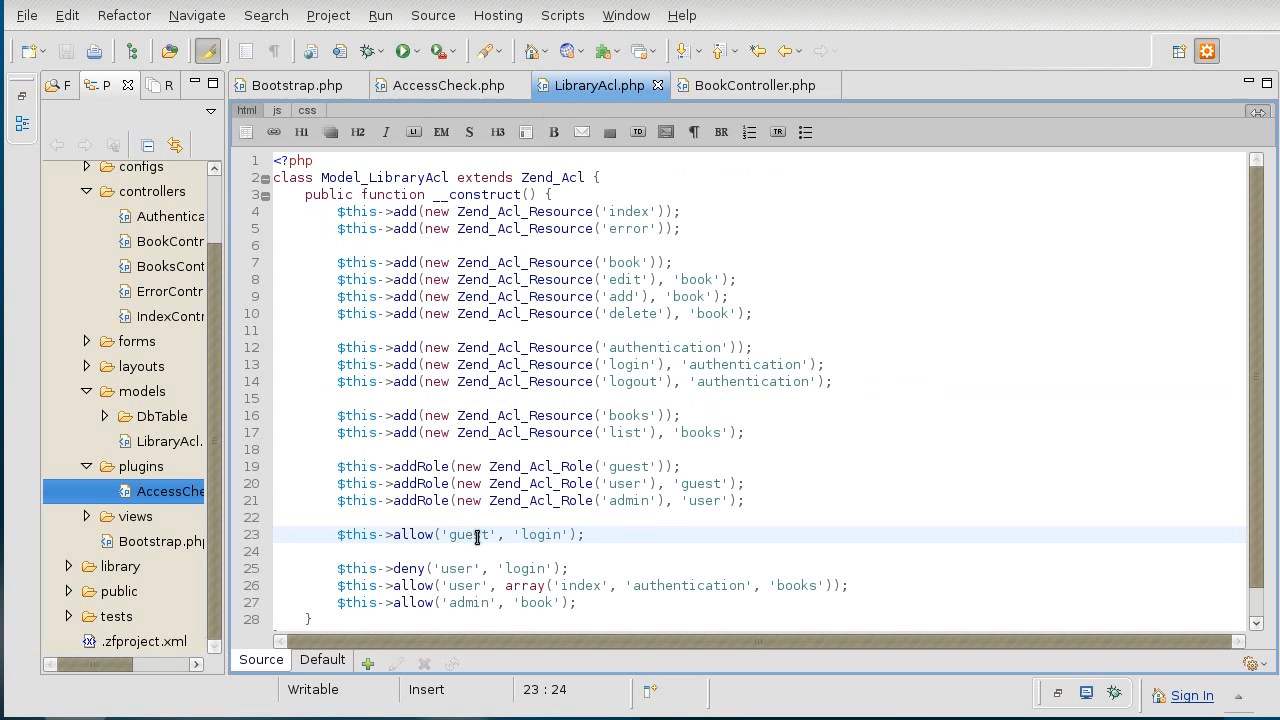 File Edit Refactor Navigate Search Project Run Source Hosting Scripts Window Help
F P R
Bootstrap.php AccessCheck.php LibraryAcl.php BookController.php
html js css
H1 H2 I LI EM S H3 B TD ¶ BR TR
configs
controllers
Authentica
BookContr
BooksCont
ErrorContr
IndexContr
forms
layouts
models
DbTable
LibraryAcl.
plugins
AccessChe
views
Bootstrap.php
library
public
tests
.zfproject.xml
1 <?php
2 class Model_LibraryAcl extends Zend_Acl {
3 public function __construct() {
4 $this->add(new Zend_Acl_Resource('index'));
5 $this->add(new Zend_Acl_Resource('error'));
6
7 $this->add(new Zend_Acl_Resource('book'));
8 $this->add(new Zend_Acl_Resource('edit'), 'book');
9 $this->add(new Zend_Acl_Resource('add'), 'book');
10 $this->add(new Zend_Acl_Resource('delete'), 'book');
11
12 $this->add(new Zend_Acl_Resource('authentication'));
13 $this->add(new Zend_Acl_Resource('login'), 'authentication');
14 $this->add(new Zend_Acl_Resource('logout'), 'authentication');
15
16 $this->add(new Zend_Acl_Resource('books'));
17 $this->add(new Zend_Acl_Resource('list'), 'books');
18
19 $this->addRole(new Zend_Acl_Role('guest'));
20 $this->addRole(new Zend_Acl_Role('user'), 'guest');
21 $this->addRole(new Zend_Acl_Role('admin'), 'user');
22
23 $this->allow('guest', 'login');
24
25 $this->deny('user', 'login');
26 $this->allow('user', array('index', 'authentication', 'books'));
27 $this->allow('admin', 'book');
28 }
Source Default
Writable Insert 23 : 24 Sign In